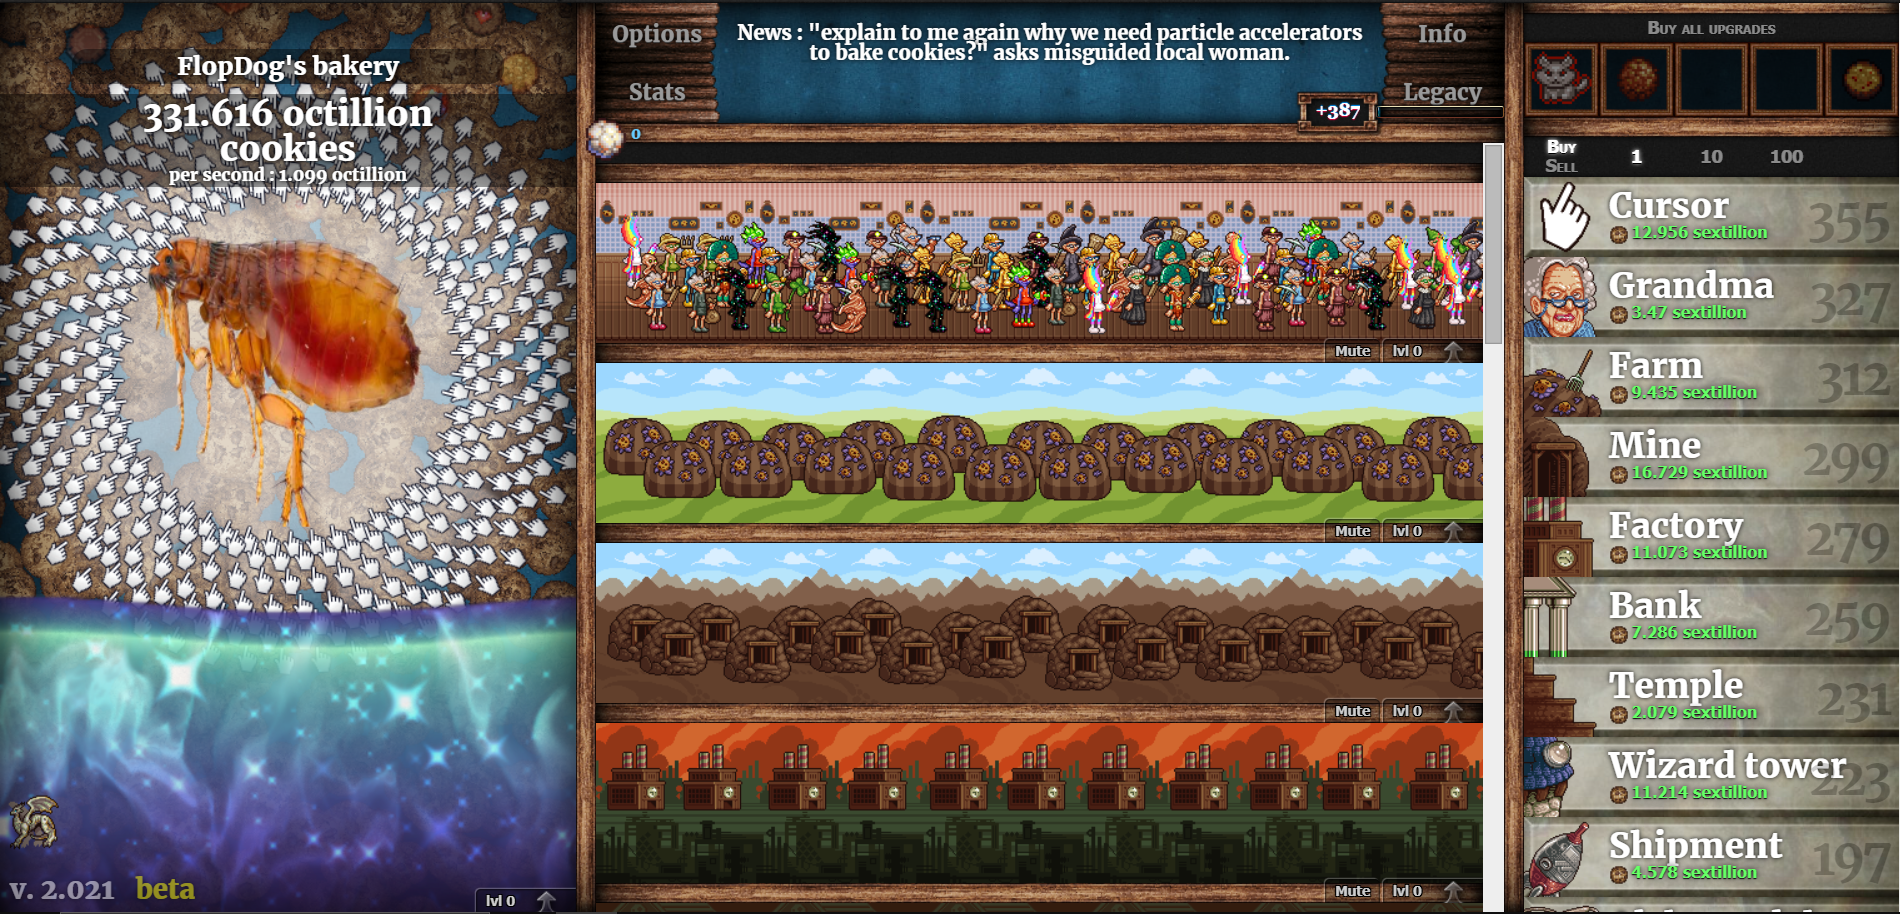 FlopDog's bakery
331.616 octillion
cookies
per second : 1.099 octillion
v. 2.021 beta
lvl 0
Options
Stats
News : "explain to me again why we need particle accelerators
to bake cookies?" asks misguided local woman.
Info
Legacy
+387
0
Mute lvl 0
Mute lvl 0
Mute lvl 0
Mute lvl 0
Buy all upgrades
Buy
Sell
1 10 100
Cursor
12.956 sextillion
355
Grandma
3.47 sextillion
327
Farm
9.435 sextillion
312
Mine
16.729 sextillion
299
Factory
11.073 sextillion
279
Bank
7.286 sextillion
259
Temple
2.079 sextillion
231
Wizard tower
11.214 sextillion
223
Shipment
4.578 sextillion
197